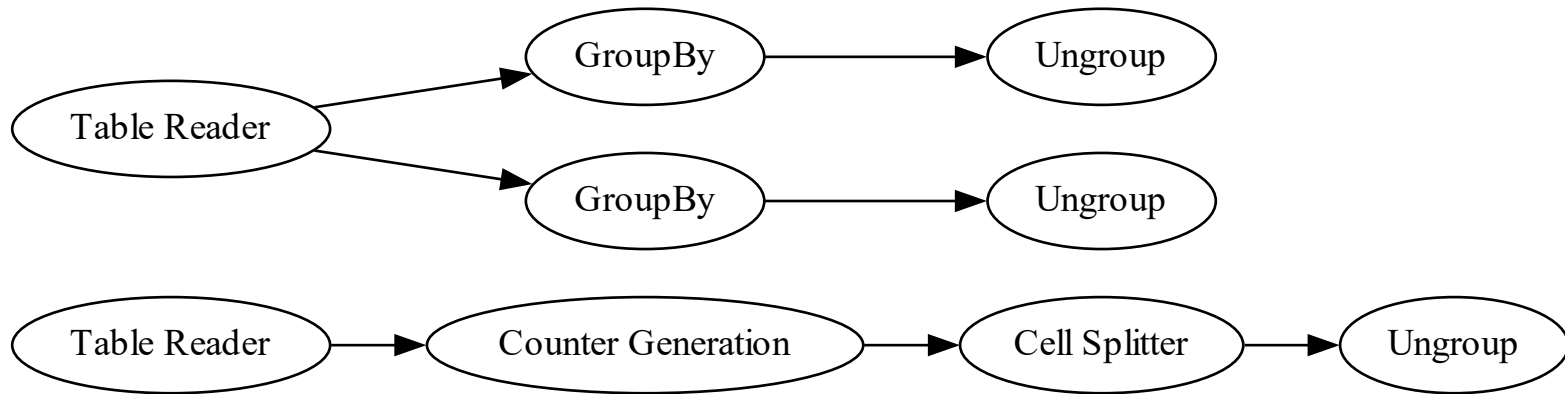 GroupBy
Ungroup
Table Reader
GroupBy
Ungroup
Table Reader
Counter Generation
Cell Splitter
Ungroup